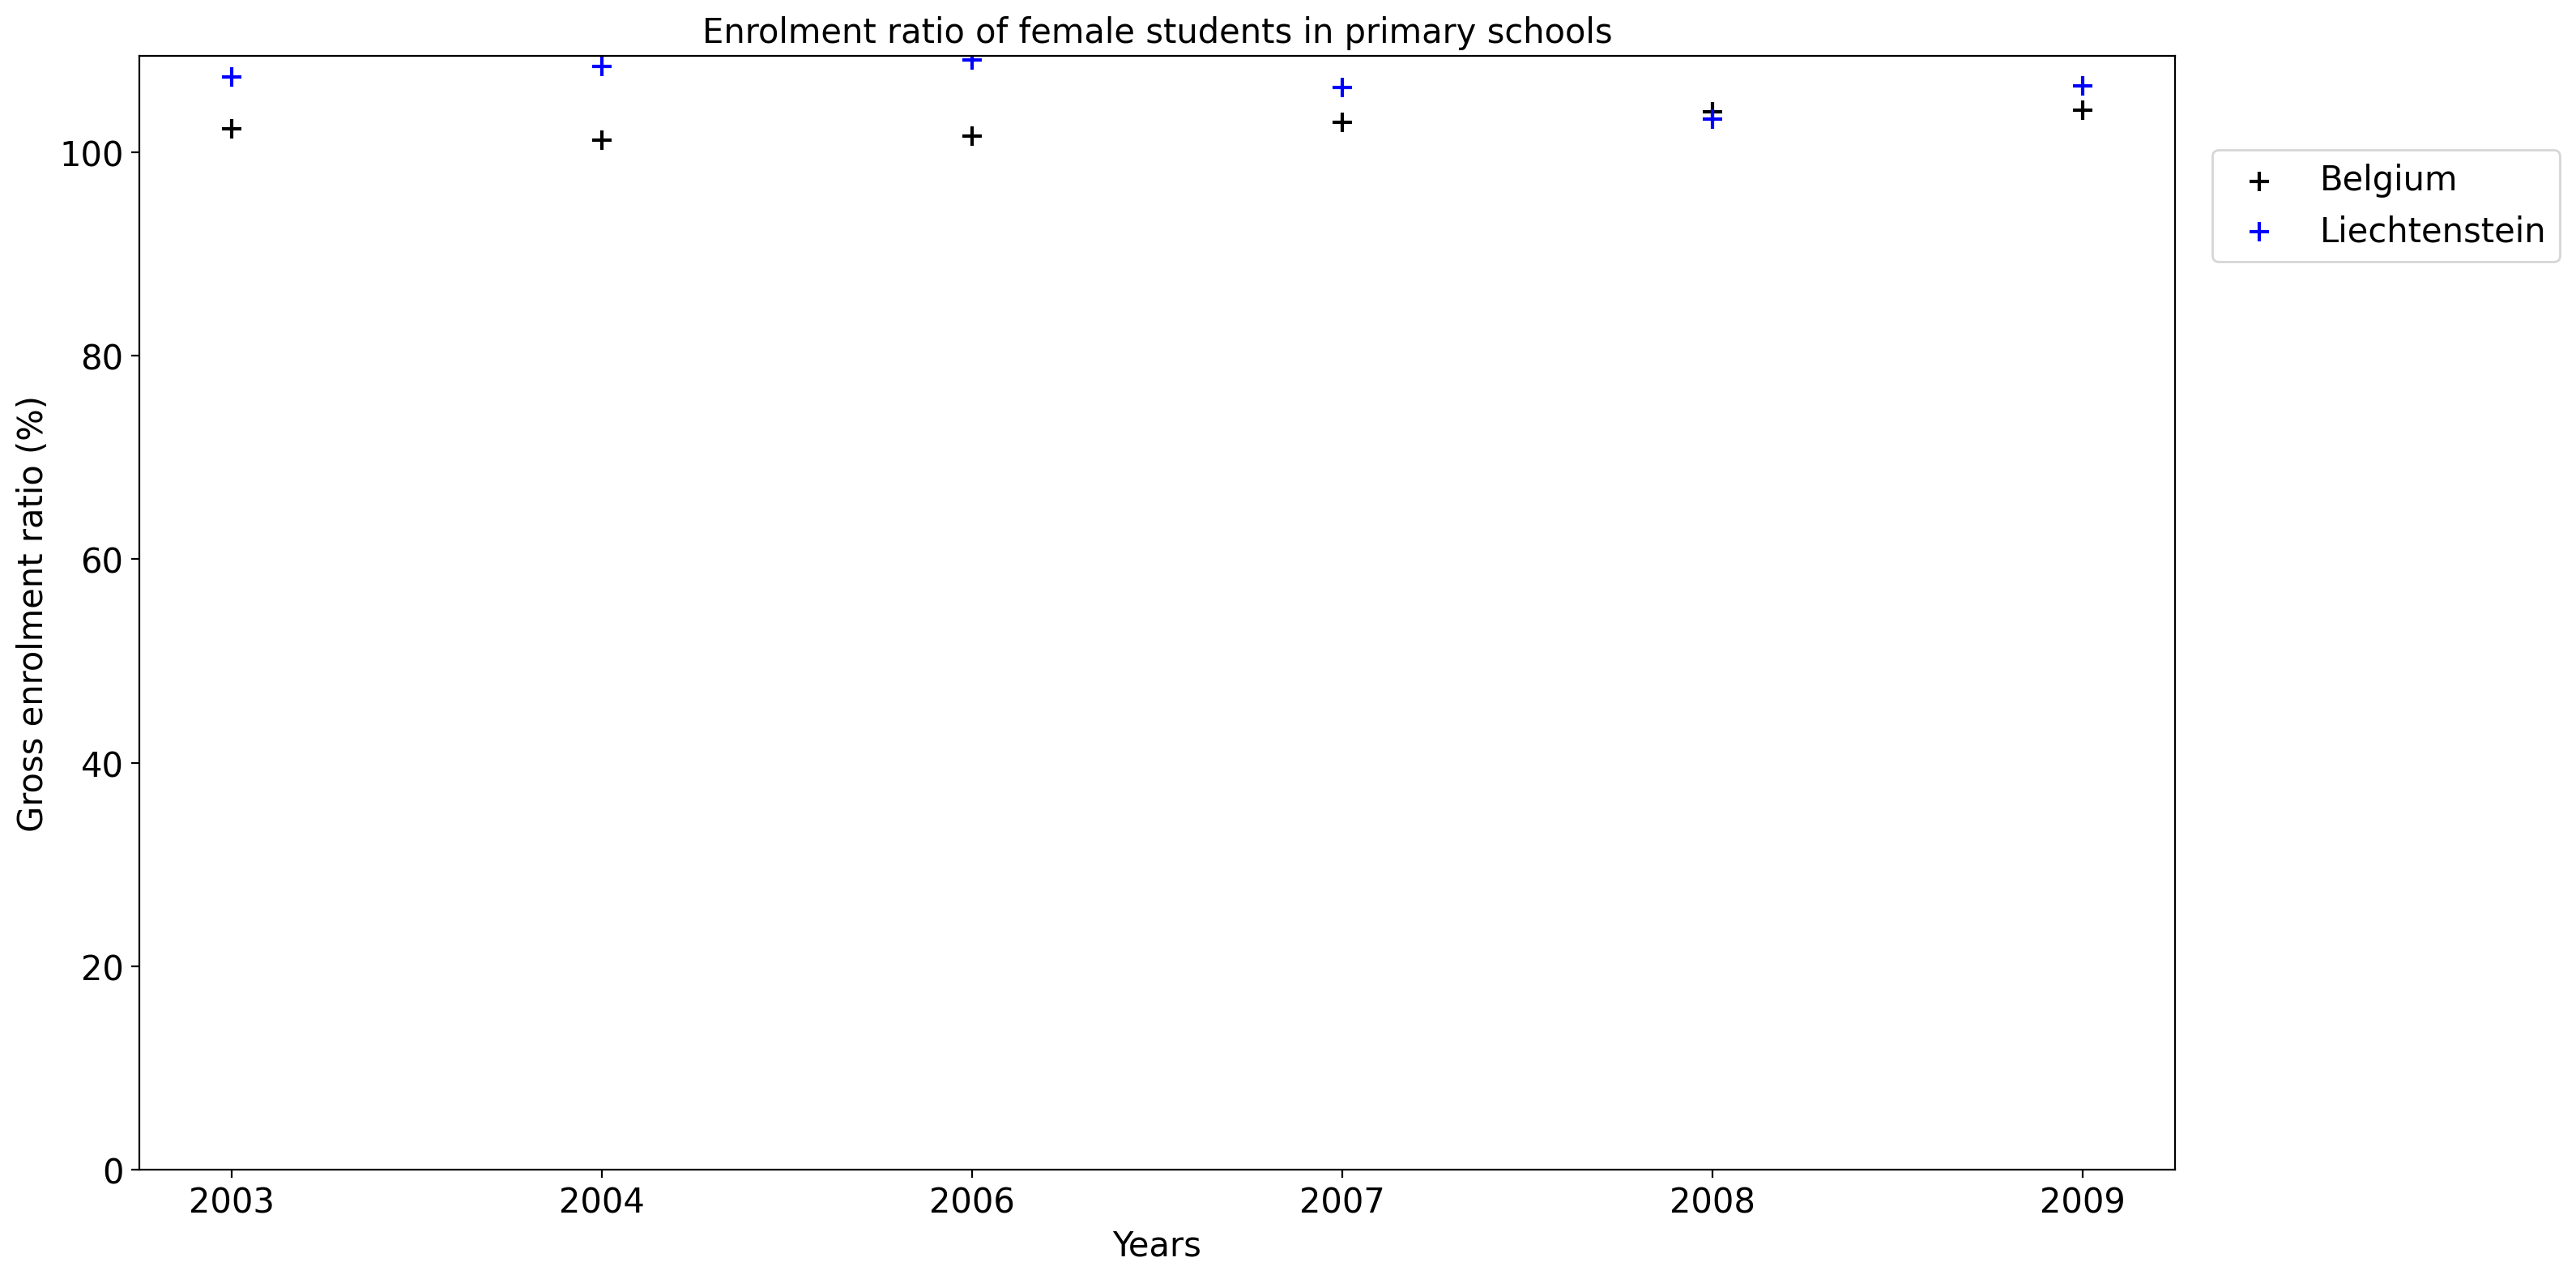 Enrolment ratio of female students in primary schools
Gross enrolment ratio (%)
100
80
60
40
20
0
2003 2004 2006 2007 2008 2009
Years
Belgium
Liechtenstein